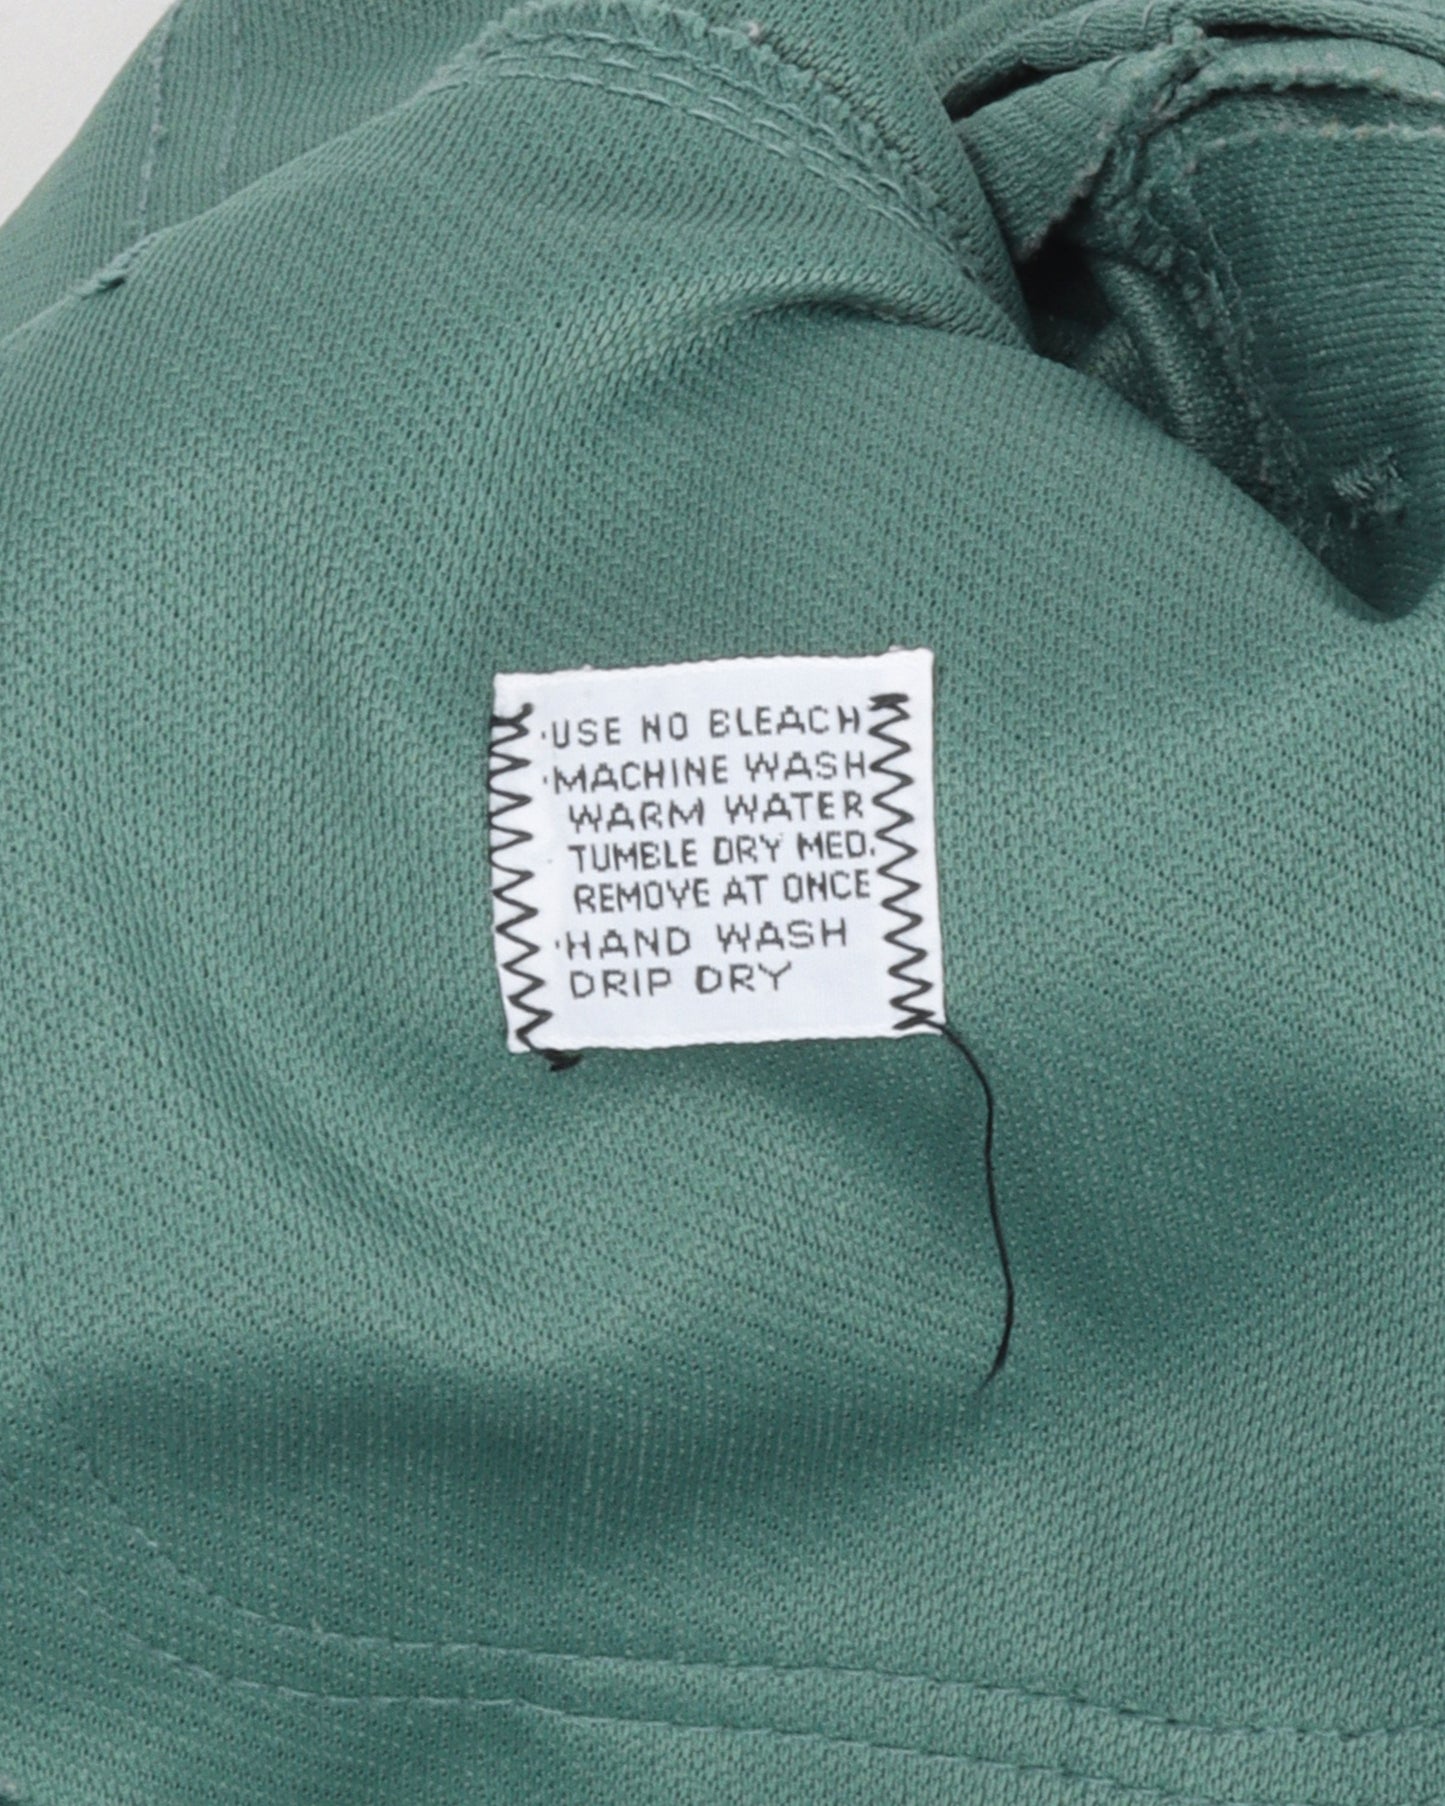 ·USE NO BLEACH
·MACHINE WASH
WARM WATER
TUMBLE DRY MED.
REMOVE AT ONCE
·HAND WASH
DRIP DRY